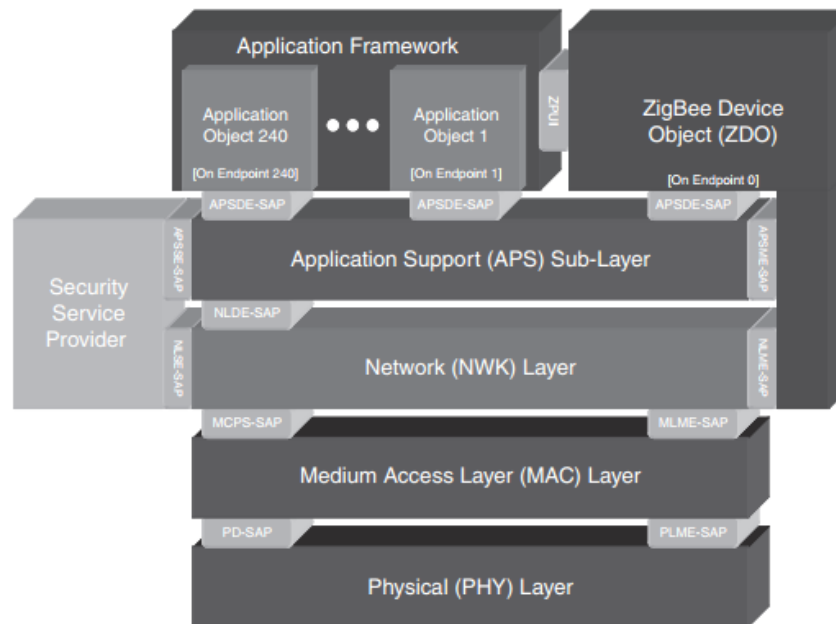 Application Framework
Application
Object 240
[On Endpoint 240]
Application
Object 1
[On Endpoint 1]
ZPUI
ZigBee Device
Object (ZDO)
[On Endpoint 0]
APSDE-SAP
APSDE-SAP
APSDE-SAP
Security
Service
Provider
APSSE-SAP
Application Support (APS) Sub-Layer
APSME-SAP
NLDE-SAP
NLSE-SAP
Network (NWK) Layer
NLME-SAP
MCPS-SAP
MLME-SAP
Medium Access Layer (MAC) Layer
PD-SAP
PLME-SAP
Physical (PHY) Layer